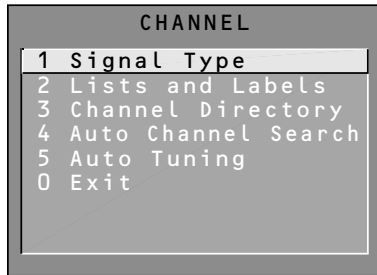 CHANNEL
1 Signal Type
2 Lists and Labels
3 Channel Directory
4 Auto Channel Search
5 Auto Tuning
0 Exit